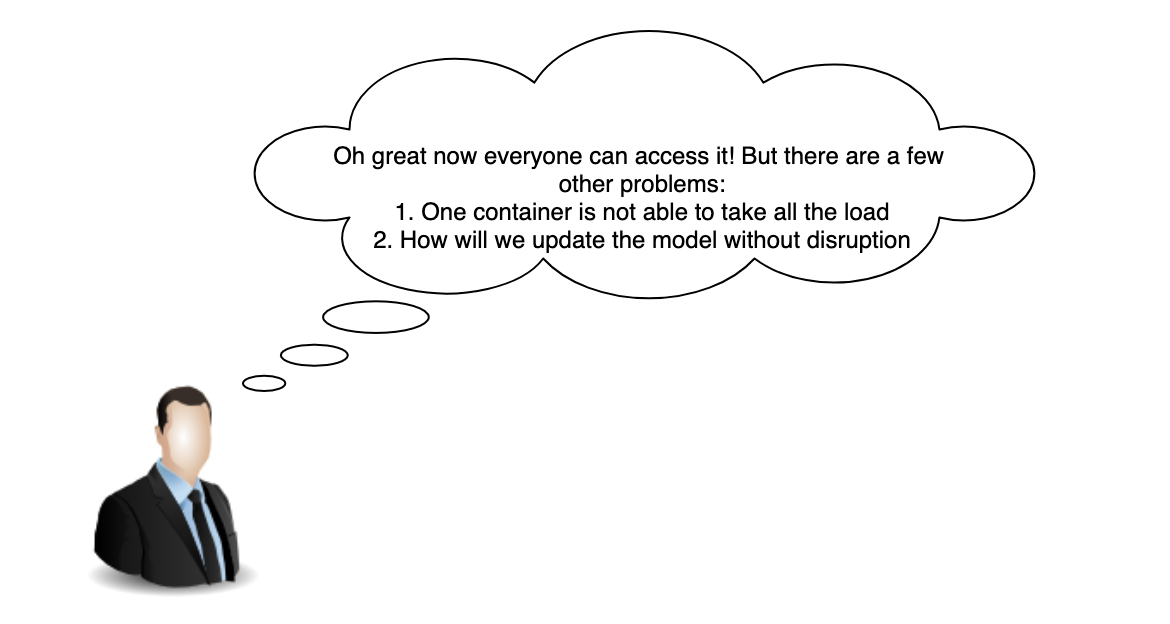 Oh great now everyone can access it! But there are a few
other problems:
1. One container is not able to take all the load
2. How will we update the model without disruption